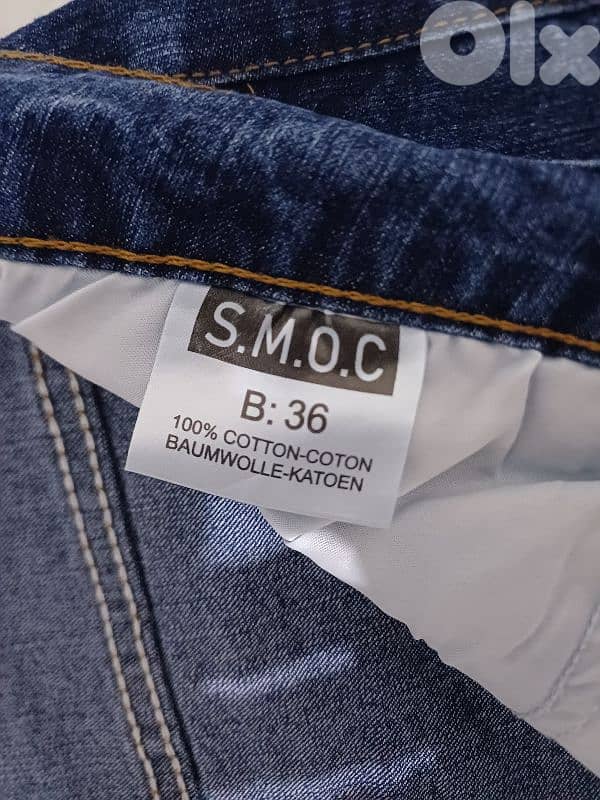 olx
S.M.O.C
B: 36
100% COTTON-COTON
BAUMWOLLE-KATOEN